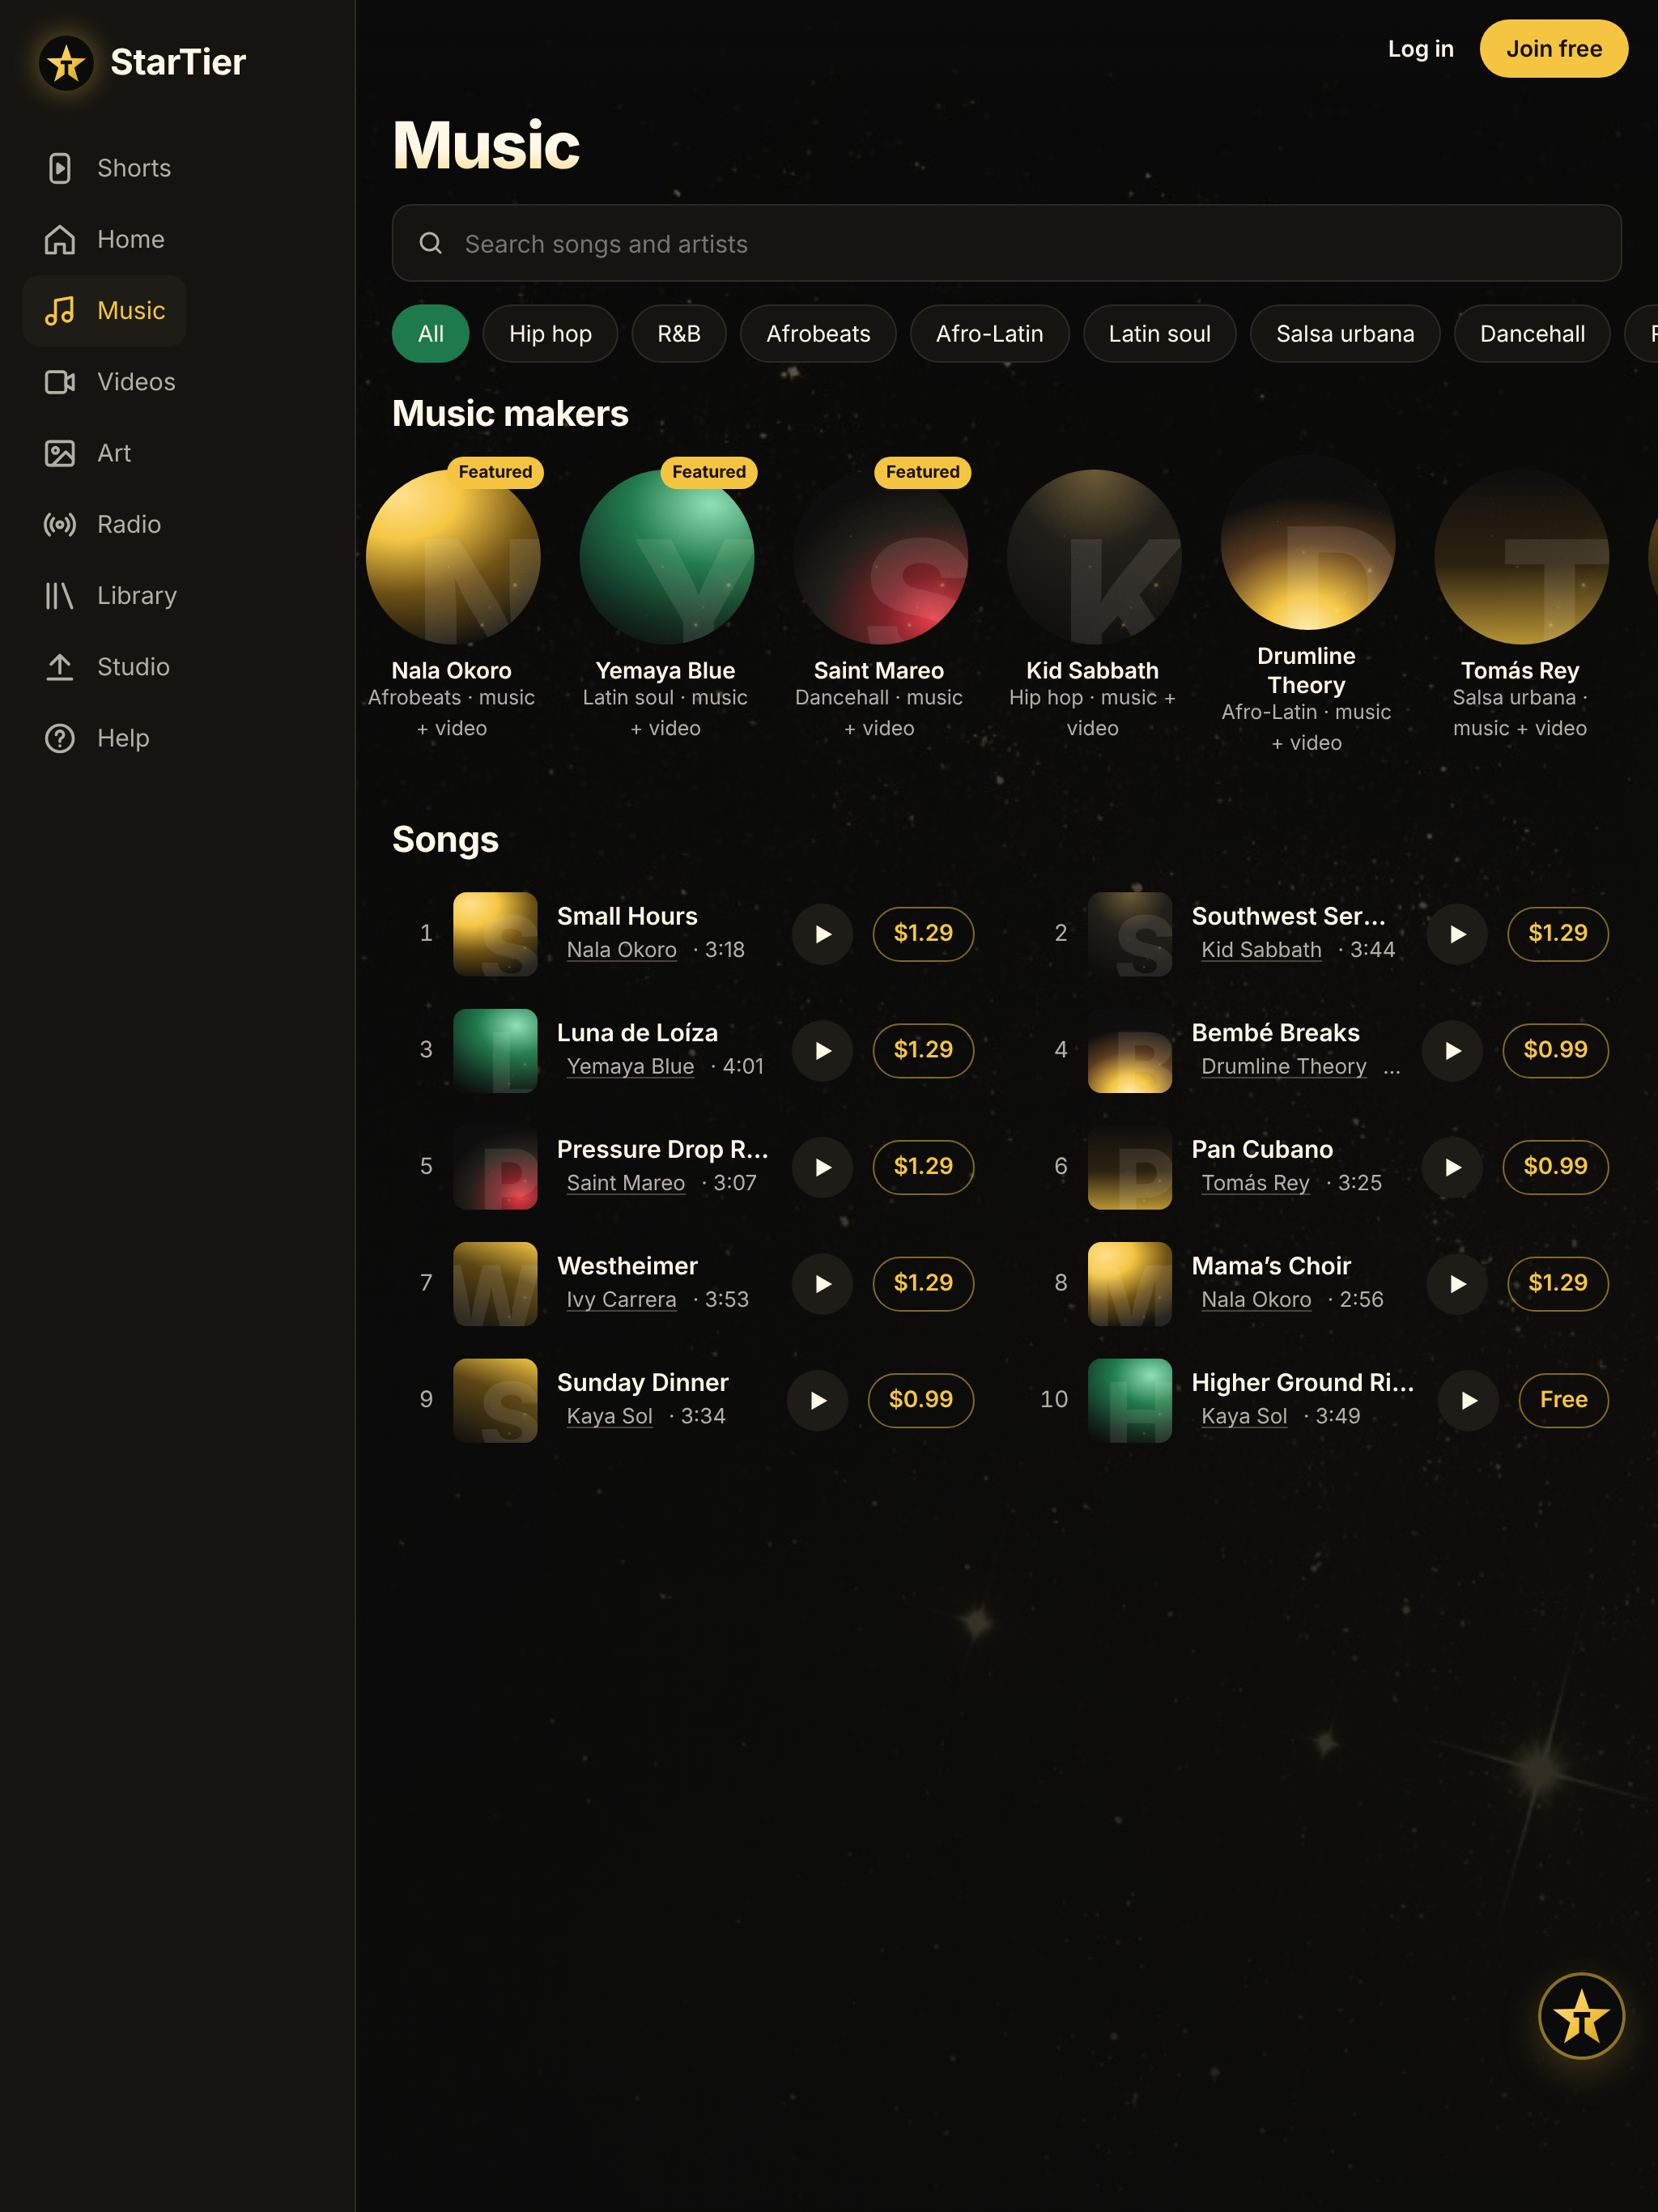 StarTier
Log in
Join free
Shorts
Home
Music
Videos
Art
Radio
Library
Studio
Help
Music
Search songs and artists
All
Hip hop
R&B
Afrobeats
Afro-Latin
Latin soul
Salsa urbana
Dancehall
Music makers
Featured
N
Nala Okoro
Afrobeats · music
+ video
Featured
Y
Yemaya Blue
Latin soul · music
+ video
Featured
S
Saint Mareo
Dancehall · music
+ video
K
Kid Sabbath
Hip hop · music +
video
D
Drumline
Theory
Afro-Latin · music
+ video
T
Tomás Rey
Salsa urbana ·
music + video
Songs
1
S
Small Hours
Nala Okoro · 3:18
$1.29
2
S
Southwest Ser...
Kid Sabbath · 3:44
$1.29
3
L
Luna de Loíza
Yemaya Blue · 4:01
$1.29
4
B
Bembé Breaks
Drumline Theory ...
$0.99
5
P
Pressure Drop R...
Saint Mareo · 3:07
$1.29
6
P
Pan Cubano
Tomás Rey · 3:25
$0.99
7
W
Westheimer
Ivy Carrera · 3:53
$1.29
8
M
Mama’s Choir
Nala Okoro · 2:56
$1.29
9
S
Sunday Dinner
Kaya Sol · 3:34
$0.99
10
H
Higher Ground Ri...
Kaya Sol · 3:49
Free